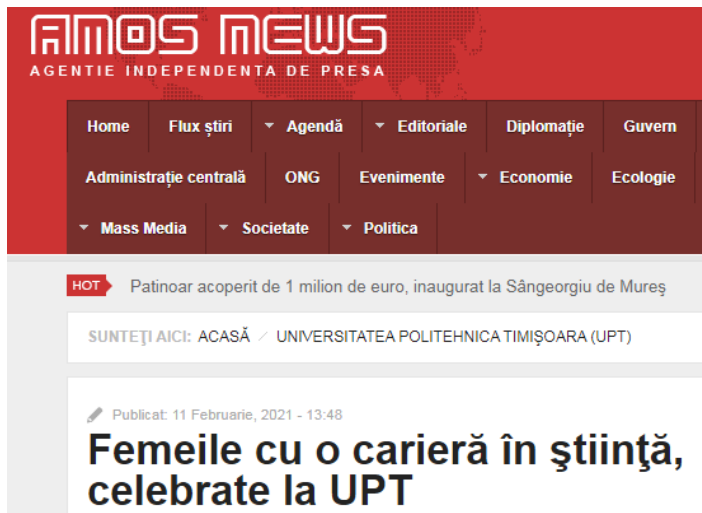 AMOS NEWS
AGENTIE INDEPENDENTA DE PRESA
Home Flux știri Agendă Editoriale Diplomație Guvern
Administrație centrală ONG Evenimente Economie Ecologie
Mass Media Societate Politica
HOT Patinoar acoperit de 1 milion de euro, inaugurat la Sângeorgiu de Mureș
SUNTEŢI AICI: ACASĂ / UNIVERSITATEA POLITEHNICA TIMIȘOARA (UPT)
Publicat: 11 Februarie, 2021 - 13:48
Femeile cu o carieră în ştiinţă,
celebrate la UPT